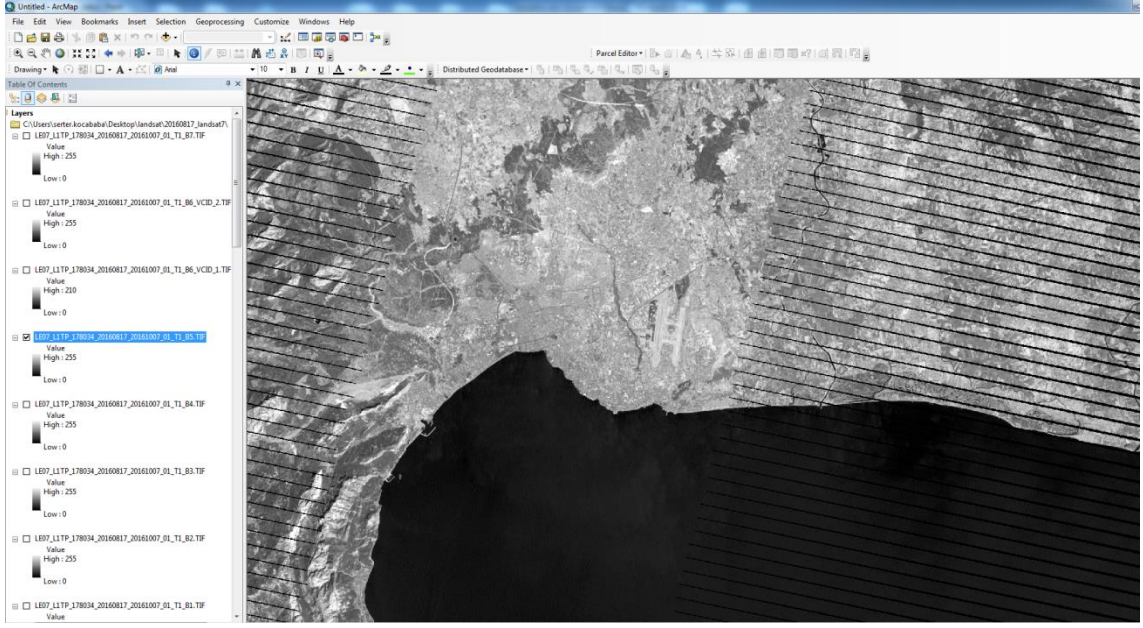 Untitled - ArcMap
File Edit View Bookmarks Insert Selection Geoprocessing Customize Windows Help
Parcel Editor
Drawing A Arial 10 B I U A Distributed Geodatabase
Table Of Contents
Layers
C:\Users\serter.kocababa\Desktop\landsat\20160817_landsat7\
LE07_L1TP_178034_20160817_20161007_01_T1_B7.TIF
Value
High : 255
Low : 0
LE07_L1TP_178034_20160817_20161007_01_T1_B6_VCID_2.TIF
Value
High : 255
Low : 0
LE07_L1TP_178034_20160817_20161007_01_T1_B6_VCID_1.TIF
Value
High : 210
Low : 0
LE07_L1TP_178034_20160817_20161007_01_T1_B5.TIF
Value
High : 255
Low : 0
LE07_L1TP_178034_20160817_20161007_01_T1_B4.TIF
Value
High : 255
Low : 0
LE07_L1TP_178034_20160817_20161007_01_T1_B3.TIF
Value
High : 255
Low : 0
LE07_L1TP_178034_20160817_20161007_01_T1_B2.TIF
Value
High : 255
Low : 0
LE07_L1TP_178034_20160817_20161007_01_T1_B1.TIF
Value